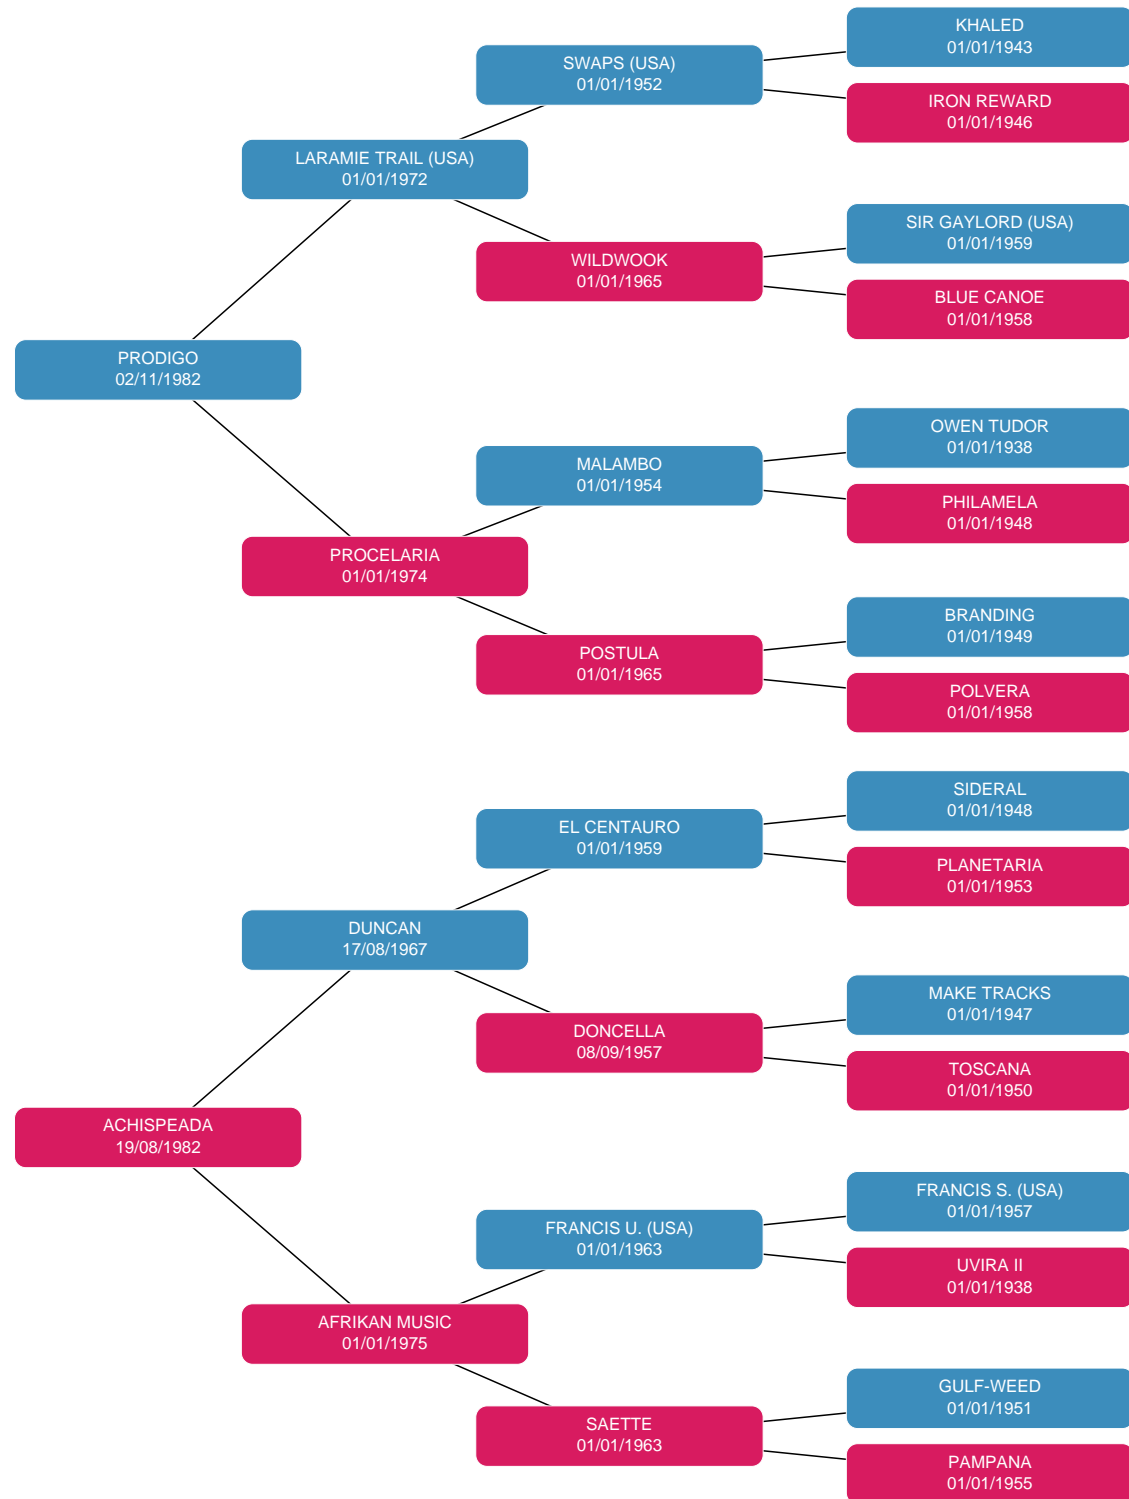 KHALED
01/01/1943
SWAPS (USA)
01/01/1952
IRON REWARD
01/01/1946
LARAMIE TRAIL (USA)
01/01/1972
SIR GAYLORD (USA)
01/01/1959
WILDWOOK
01/01/1965
BLUE CANOE
01/01/1958
PRODIGO
02/11/1982
OWEN TUDOR
01/01/1938
MALAMBO
01/01/1954
PHILAMELA
01/01/1948
PROCELARIA
01/01/1974
BRANDING
01/01/1949
POSTULA
01/01/1965
POLVERA
01/01/1958
SIDERAL
01/01/1948
EL CENTAURO
01/01/1959
PLANETARIA
01/01/1953
DUNCAN
17/08/1967
MAKE TRACKS
01/01/1947
DONCELLA
08/09/1957
TOSCANA
01/01/1950
ACHISPEADA
19/08/1982
FRANCIS S. (USA)
01/01/1957
FRANCIS U. (USA)
01/01/1963
UVIRA II
01/01/1938
AFRIKAN MUSIC
01/01/1975
GULF-WEED
01/01/1951
SAETTE
01/01/1963
PAMPANA
01/01/1955